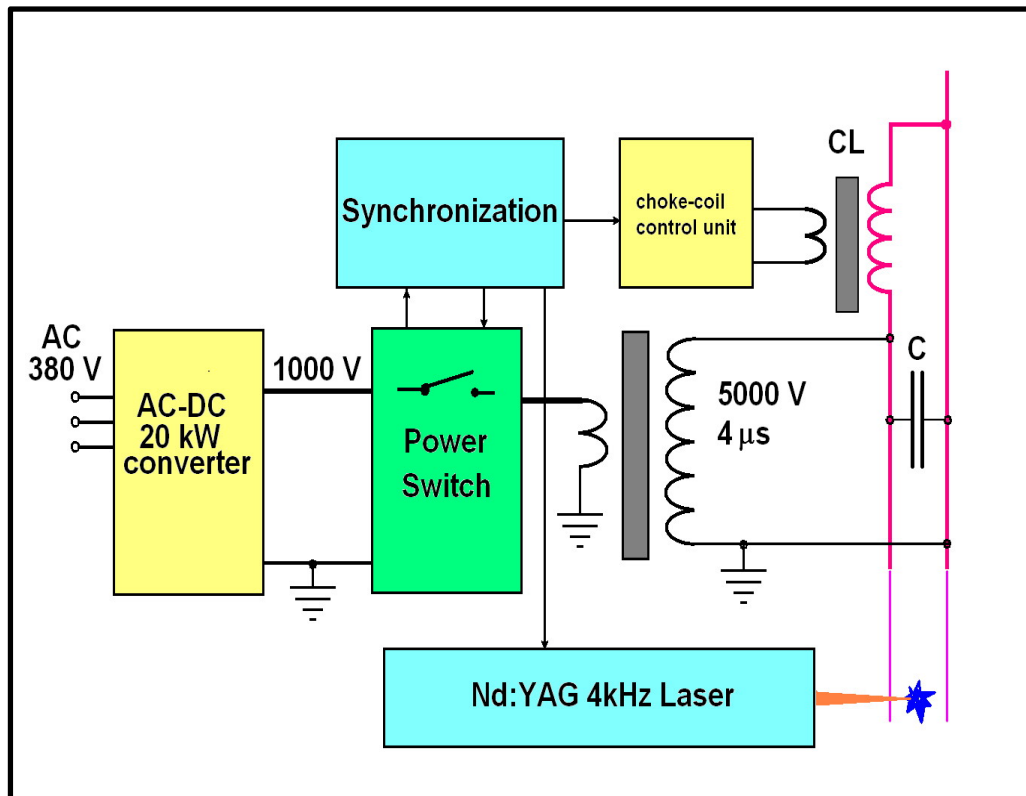 CL
Synchronization
choke-coil
control unit
AC
380 V
1000 V
AC-DC
20 kW
converter
Power
Switch
5000 V
4 μs
C
Nd:YAG 4kHz Laser